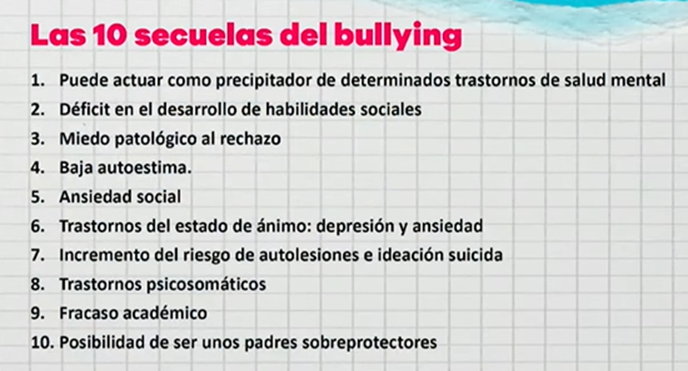 Las 10 secuelas del bullying
1. Puede actuar como precipitador de determinados trastornos de salud mental
2. Déficit en el desarrollo de habilidades sociales
3. Miedo patológico al rechazo
4. Baja autoestima.
5. Ansiedad social
6. Trastornos del estado de ánimo: depresión y ansiedad
7. Incremento del riesgo de autolesiones e ideación suicida
8. Trastornos psicosomáticos
9. Fracaso académico
10. Posibilidad de ser unos padres sobreprotectores